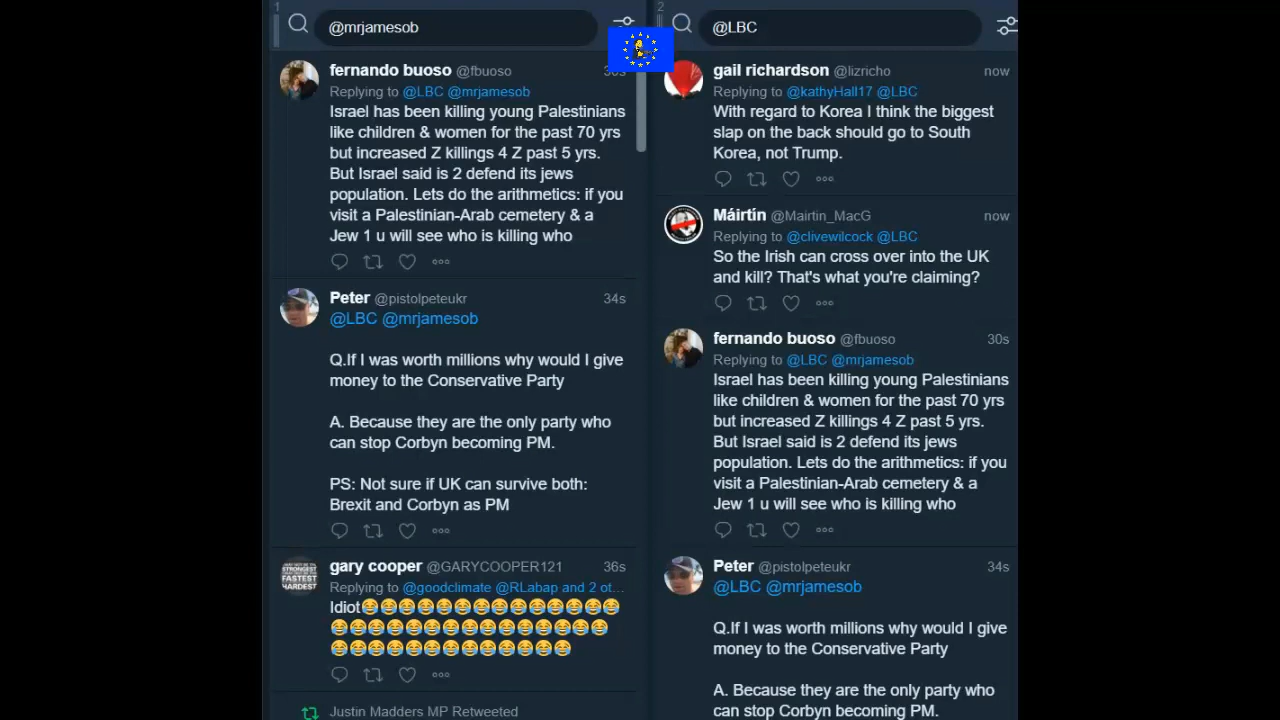 1
@mrjamesob
fernando buoso @fbuoso 30s
Replying to @LBC @mrjamesob
Israel has been killing young Palestinians
like children & women for the past 70 yrs
but increased Z killings 4 Z past 5 yrs.
But Israel said is 2 defend its jews
population. Lets do the arithmetics: if you
visit a Palestinian-Arab cemetery & a
Jew 1 u will see who is killing who
Peter @pistolpeteukr 34s
@LBC @mrjamesob
Q.If I was worth millions why would I give
money to the Conservative Party
A. Because they are the only party who
can stop Corbyn becoming PM.
PS: Not sure if UK can survive both:
Brexit and Corbyn as PM
gary cooper @GARYCOOPER121 36s
Replying to @goodclimate @RLabap and 2 ot...
Idiot😂😂😂😂😂😂😂😂😂😂😂😂😂😂
😂😂😂😂😂😂😂😂😂😂😂😂😂😂😂
😂😂😂😂😂😂😂😂😂😂😂😂😂
Justin Madders MP Retweeted
2
@LBC
gail richardson @lizricho now
Replying to @kathyHall17 @LBC
With regard to Korea I think the biggest
slap on the back should go to South
Korea, not Trump.
Máirtín @Mairtin_MacG now
Replying to @clivewilcock @LBC
So the Irish can cross over into the UK
and kill? That's what you're claiming?
fernando buoso @fbuoso 30s
Replying to @LBC @mrjamesob
Israel has been killing young Palestinians
like children & women for the past 70 yrs
but increased Z killings 4 Z past 5 yrs.
But Israel said is 2 defend its jews
population. Lets do the arithmetics: if you
visit a Palestinian-Arab cemetery & a
Jew 1 u will see who is killing who
Peter @pistolpeteukr 34s
@LBC @mrjamesob
Q.If I was worth millions why would I give
money to the Conservative Party
A. Because they are the only party who
can stop Corbyn becoming PM.